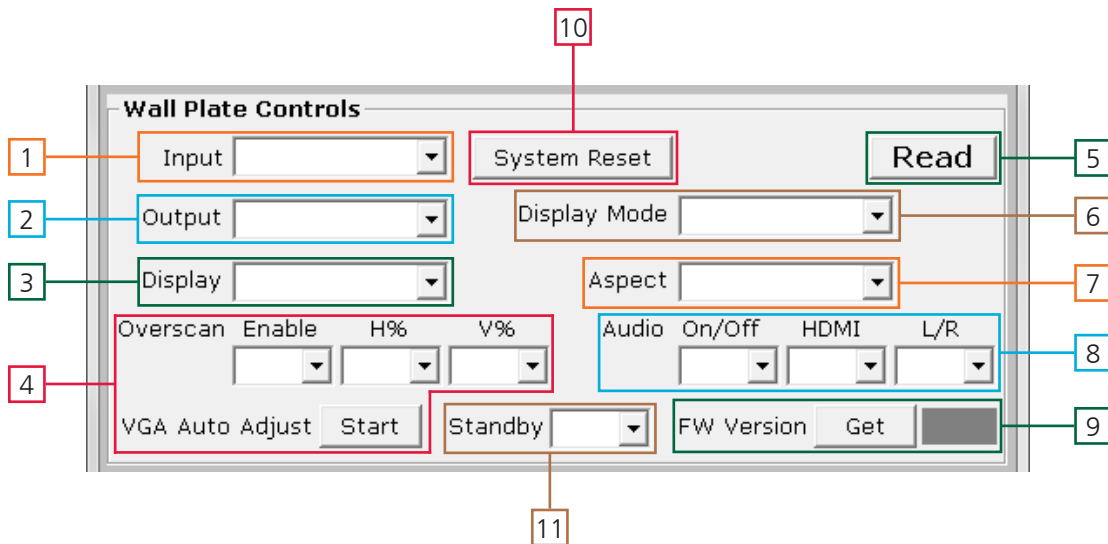 10
Wall Plate Controls
1 Input System Reset Read 5
2 Output Display Mode 6
3 Display Aspect 7
Overscan Enable H% V% Audio On/Off HDMI L/R
4 8
VGA Auto Adjust Start Standby FW Version Get 9
11